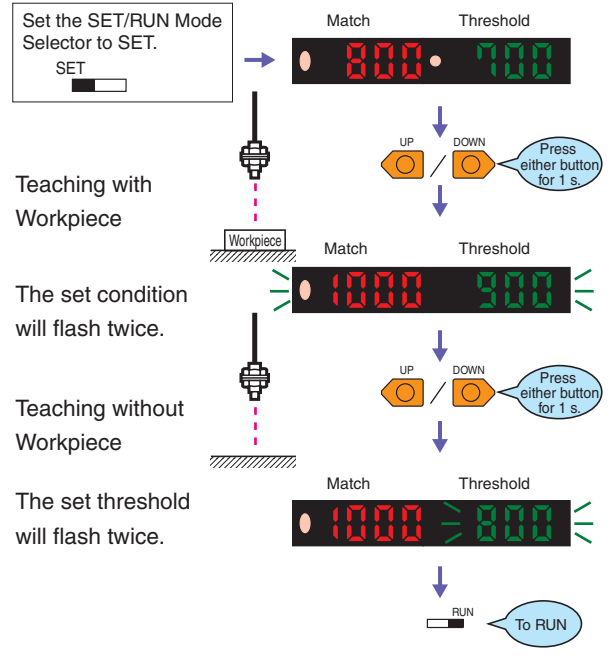 Set the SET/RUN Mode
Selector to SET.
SET
Match Threshold
800 700
UP / DOWN
Press
either button
for 1 s.
Teaching with
Workpiece
Workpiece
Match Threshold
1000 900
The set condition
will flash twice.
UP / DOWN
Press
either button
for 1 s.
Teaching without
Workpiece
Match Threshold
1000 800
The set threshold
will flash twice.
RUN
To RUN